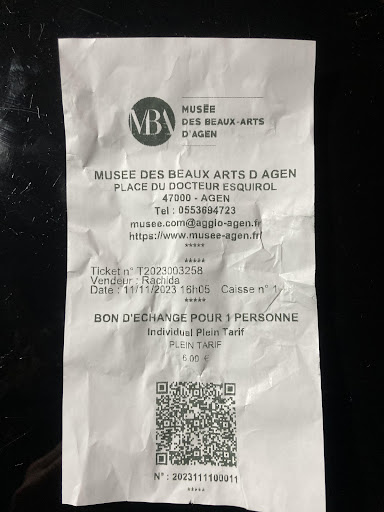 MBA
MUSÉE
DES BEAUX-ARTS
D'AGEN
MUSEE DES BEAUX ARTS D AGEN
PLACE DU DOCTEUR ESQUIROL
47000 - AGEN
Tel : 0553694723
musee.com@agglo-agen.fr
https://www.musee-agen.fr/
*****
*****
Ticket n° T2023003258
Vendeur : Rachida
Date : 11/11/2023 16h05 Caisse n° 1
*****
BON D'ECHANGE POUR 1 PERSONNE
Individuel Plein Tarif
PLEIN TARIF
6.00 €
N° : 2023111100011
*****